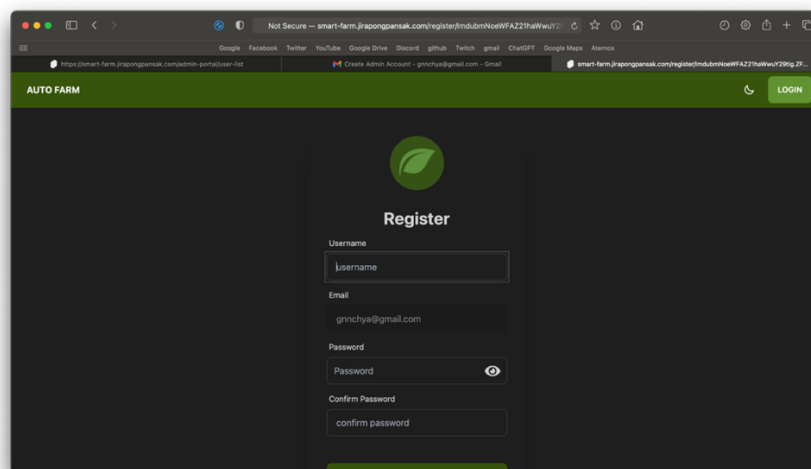 Not Secure — smart-farm.jirapongpansak.com/register/ImdubmNoeWFAZ21haWwuY2
Google Facebook Twitter YouTube Google Drive Discord github Twitch gmail ChatGPT Google Maps Aternos
https://smart-farm.jirapongpansak.com/admin-portal/user-list
Create Admin Account - gnnchya@gmail.com - Gmail
smart-farm.jirapongpansak.com/register/ImdubmNoeWFAZ21haWwuY29tIg.ZF...
AUTO FARM
LOGIN
Register
Username
username
Email
gnnchya@gmail.com
Password
Password
Confirm Password
confirm password